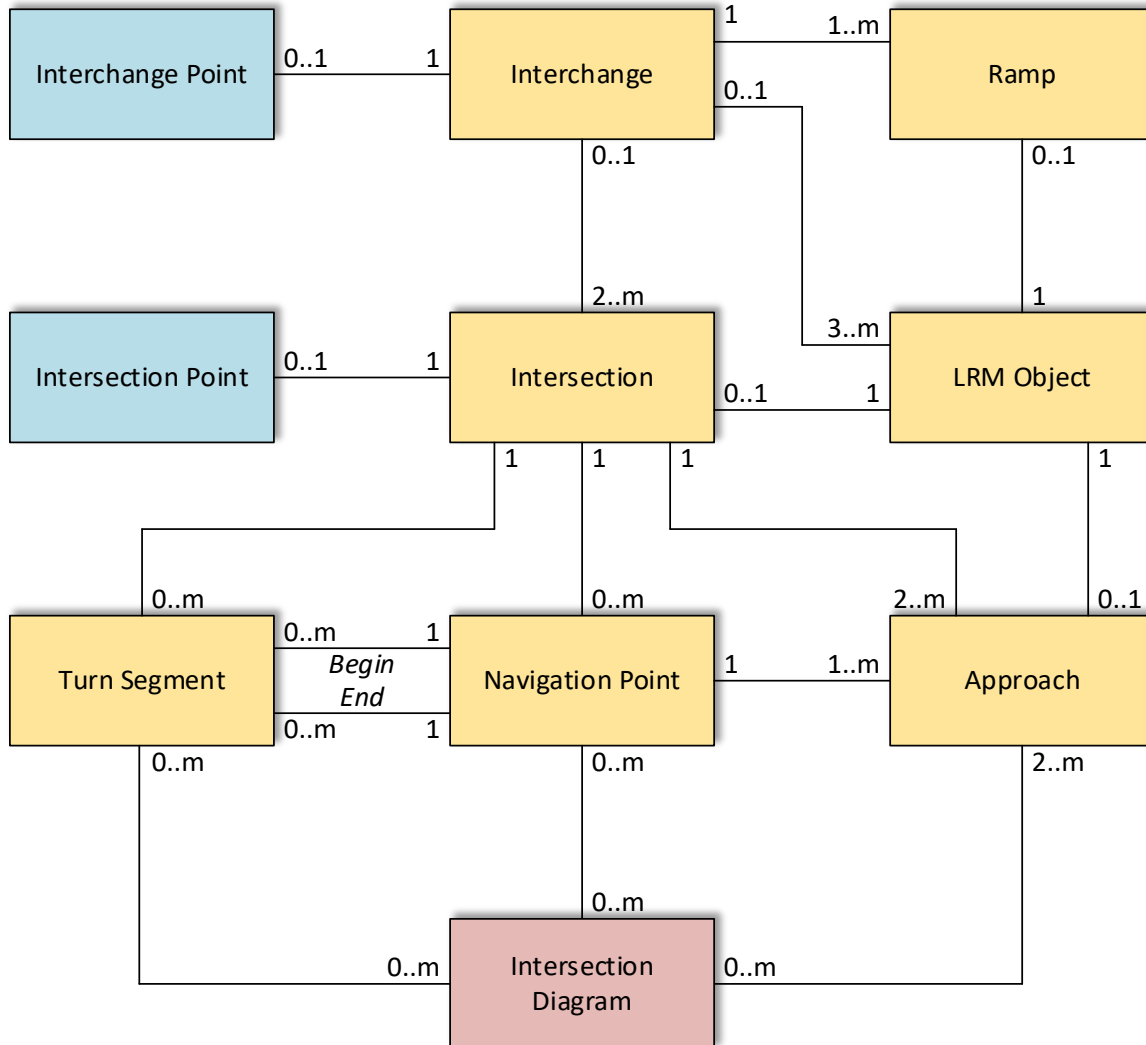 1
1..m
Interchange Point
0..1
1
Interchange
Ramp
0..1
0..1
0..1
2..m
1
3..m
Intersection Point
0..1
1
Intersection
LRM Object
0..1
1
1
1
1
1
0..m
0..m
2..m
0..1
0..m
1
Begin
1
1..m
Turn Segment
Navigation Point
Approach
End
0..m
1
0..m
0..m
2..m
0..m
0..m
0..m
Intersection
Diagram